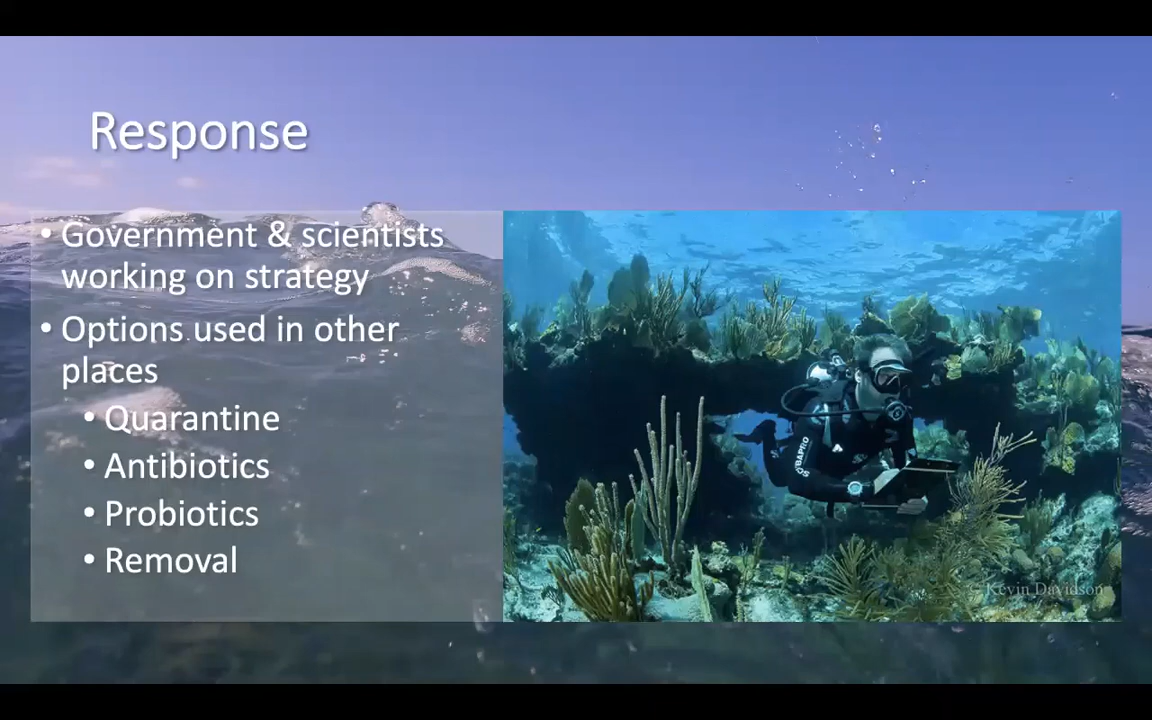 Response
• Government & scientists
working on strategy
• Options used in other
places
• Quarantine
• Antibiotics
• Probiotics
• Removal
Kevin Davidson